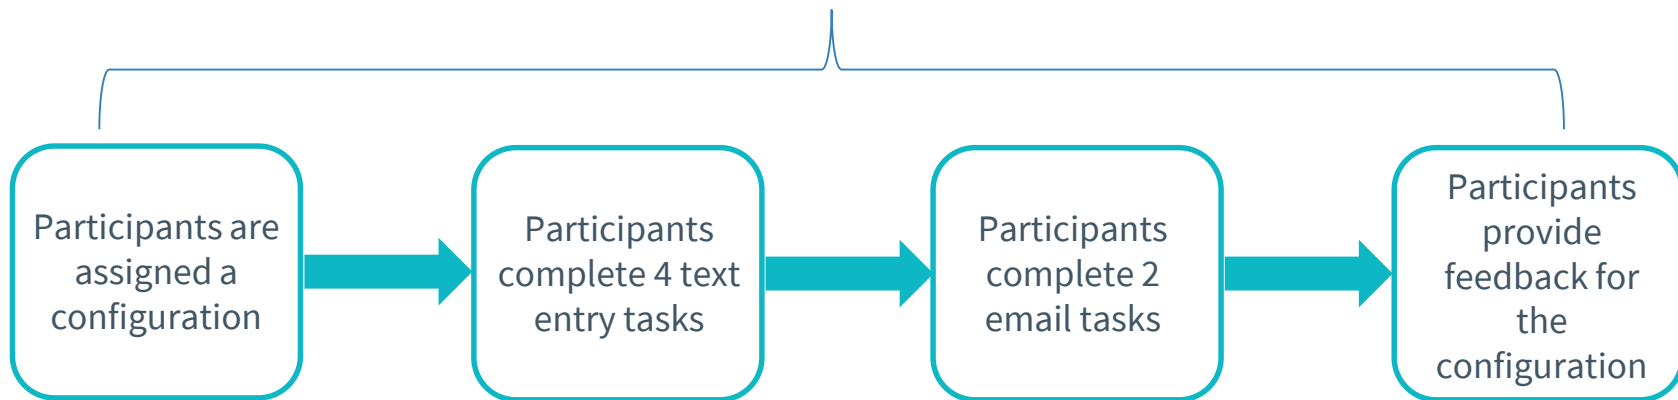 Participants are
assigned a
configuration
Participants
complete 4 text
entry tasks
Participants
complete 2
email tasks
Participants
provide
feedback for
the
configuration